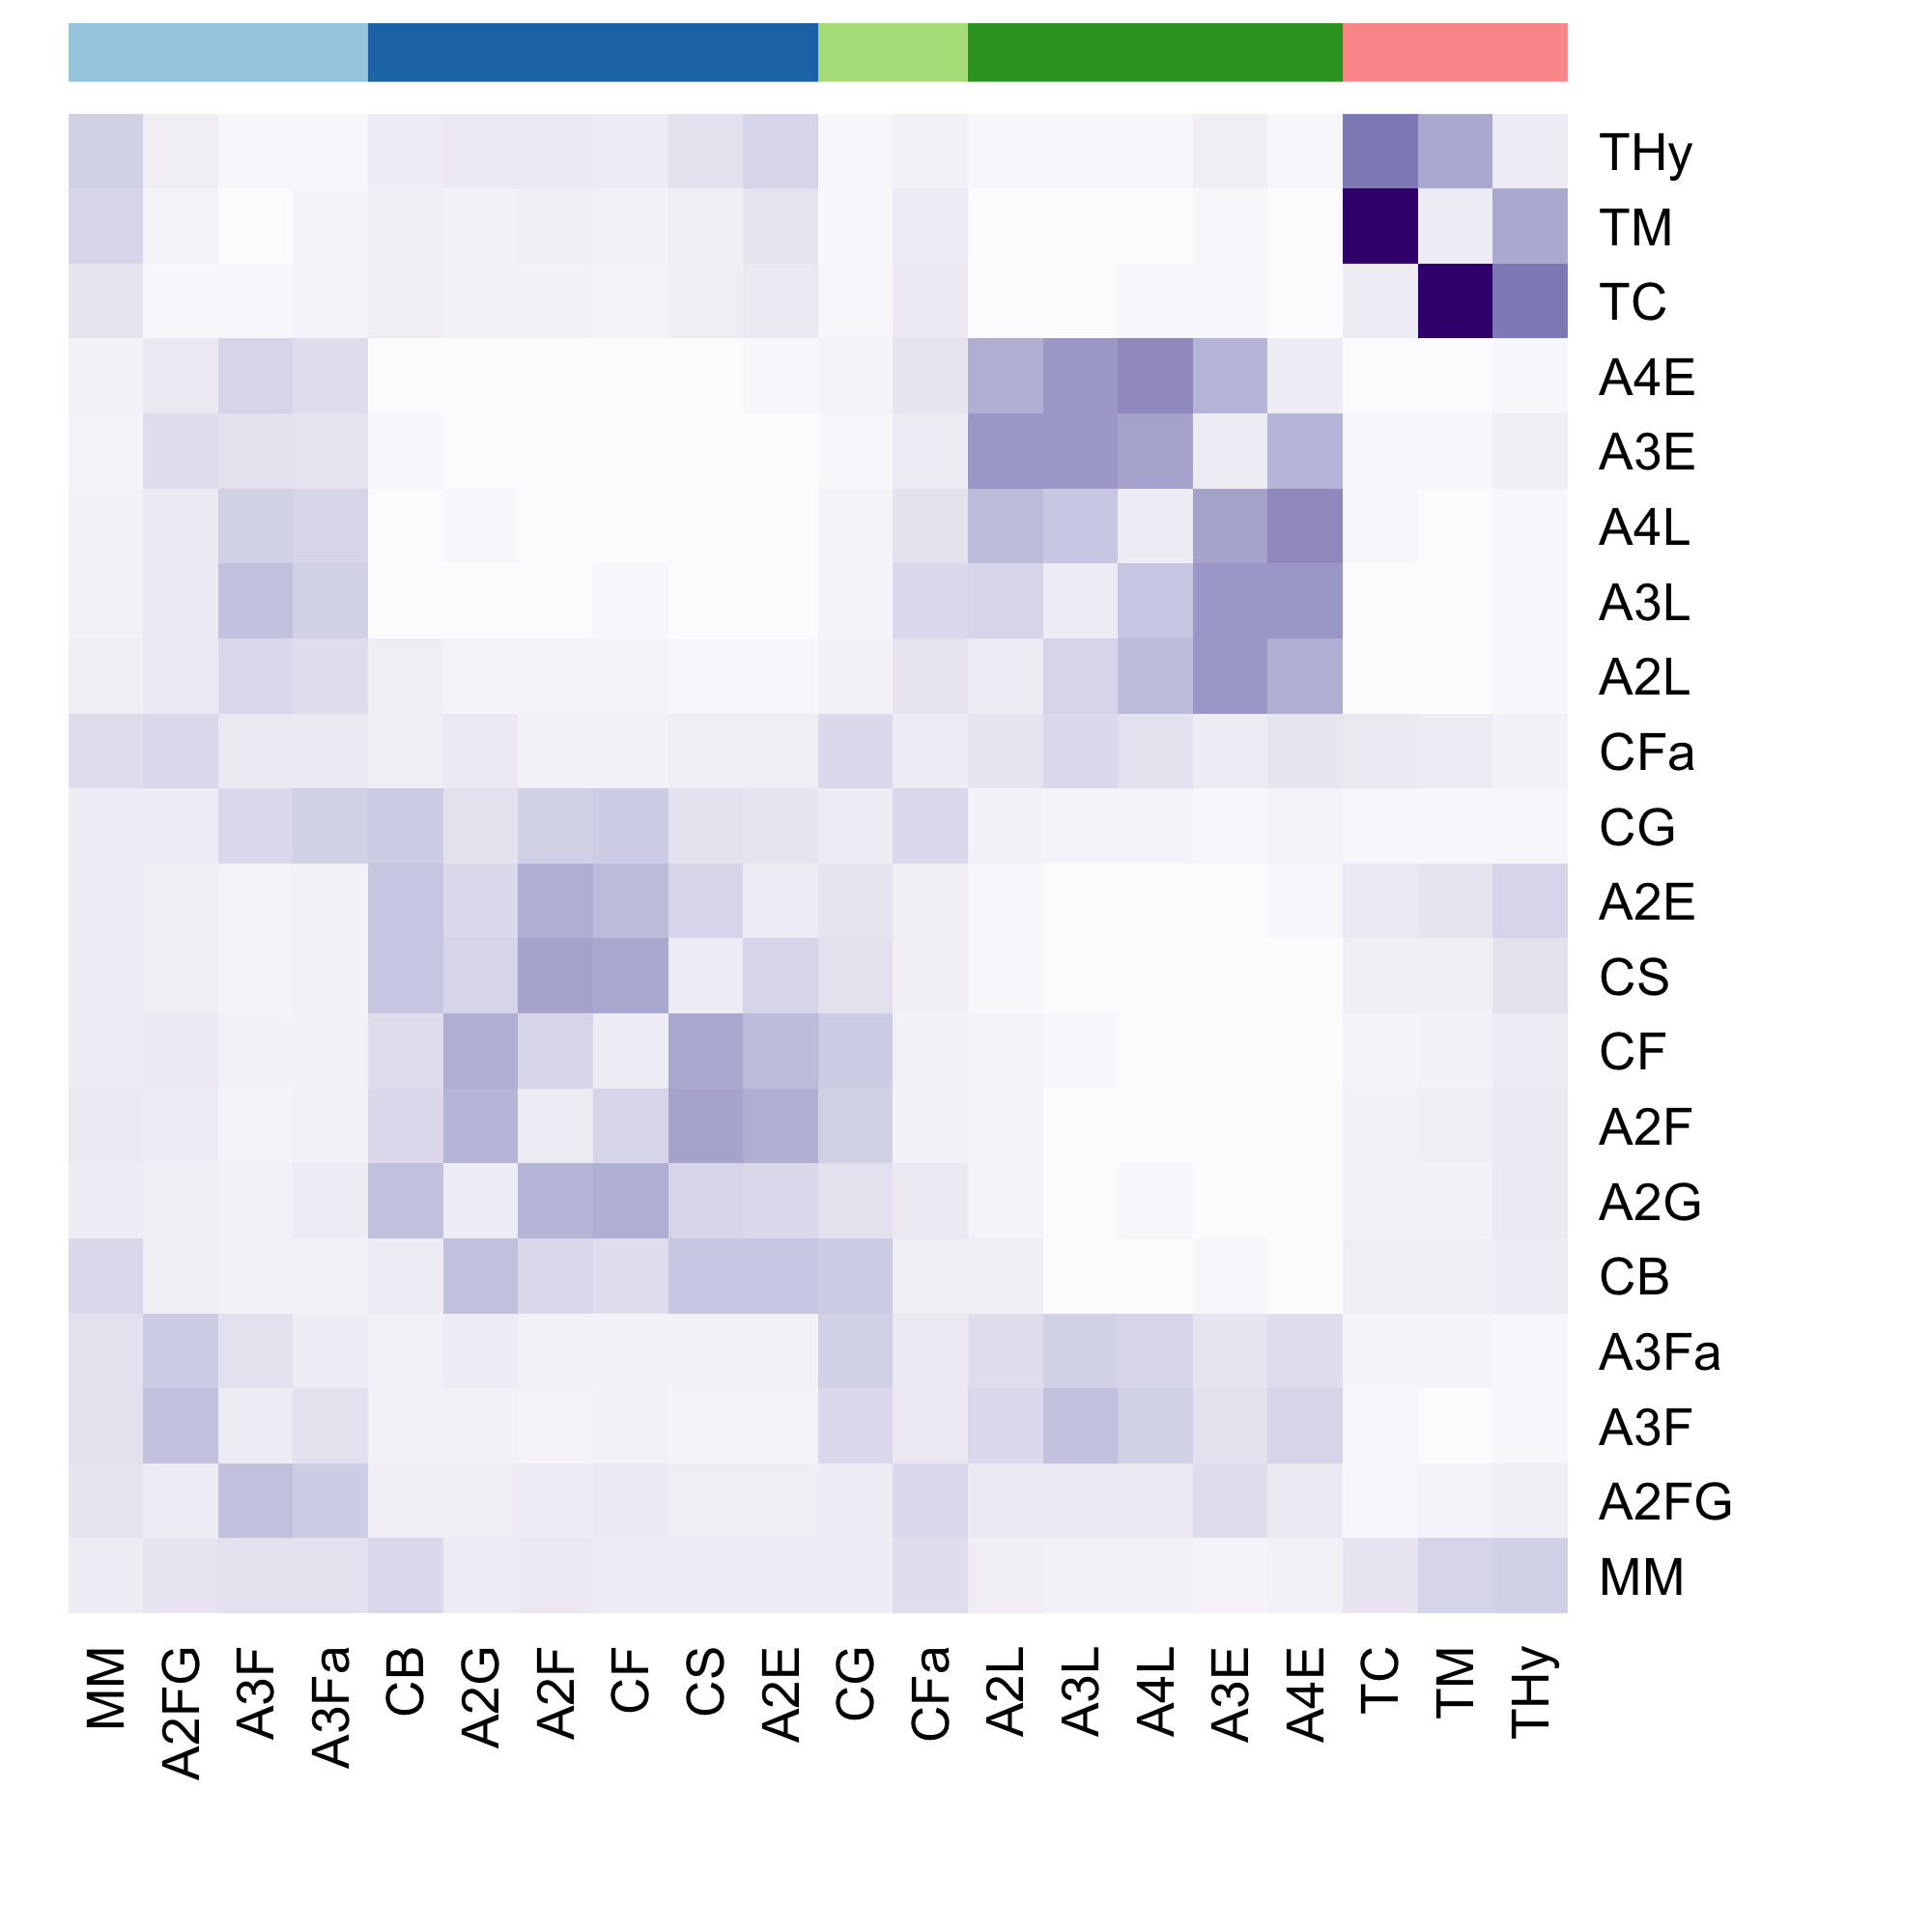 THy
TM
TC
A4E
A3E
A4L
A3L
A2L
CFa
CG
A2E
CS
CF
A2F
A2G
CB
A3Fa
A3F
A2FG
MM
MM
A2FG
A3F
A3Fa
CB
A2G
A2F
CF
CS
A2E
CG
CFa
A2L
A3L
A4L
A3E
A4E
TC
TM
THy